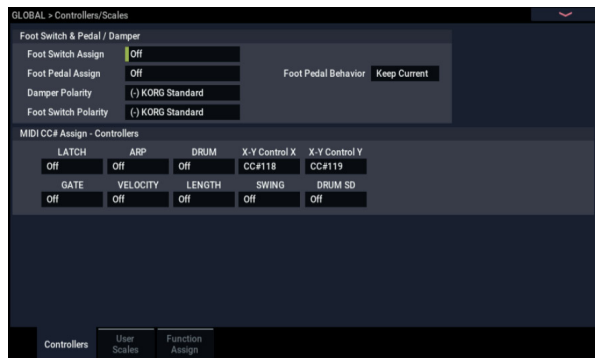 GLOBAL > Controllers/Scales
Foot Switch & Pedal / Damper
Foot Switch Assign Off
Foot Pedal Assign Off Foot Pedal Behavior Keep Current
Damper Polarity (-) KORG Standard
Foot Switch Polarity (-) KORG Standard
MIDI CC# Assign - Controllers
LATCH ARP DRUM X-Y Control X X-Y Control Y
Off Off Off CC#118 CC#119
GATE VELOCITY LENGTH SWING DRUM SD
Off Off Off Off Off
Controllers User Scales Function Assign